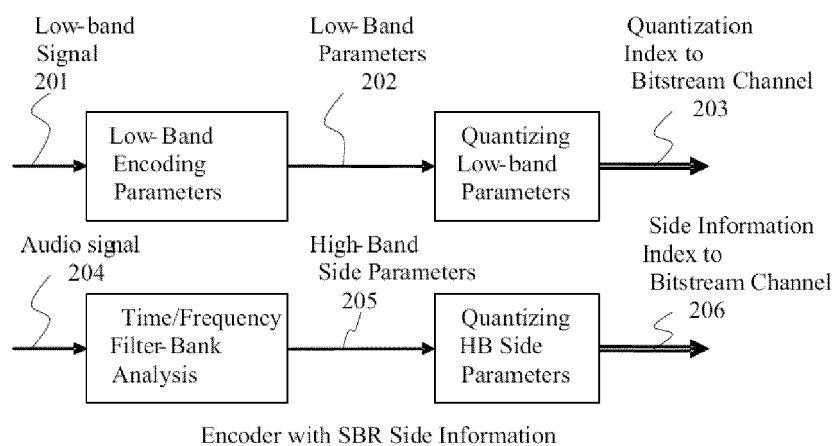 Low-band
Signal
201
Low-Band
Parameters
202
Quantization
Index to
Bitstream Channel
203
Low-Band
Encoding
Parameters
Quantizing
Low-band
Parameters
Audio signal
204
High-Band
Side Parameters
205
Side Information
Index to
Bitstream Channel
206
Time/Frequency
Filter-Bank
Analysis
Quantizing
HB Side
Parameters
Encoder with SBR Side Information